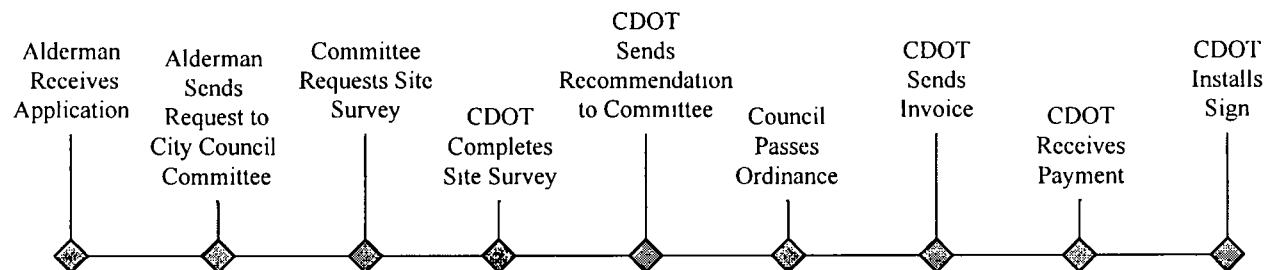 Alderman
Receives
Application
Alderman
Sends
Request to
City Council
Committee
Committee
Requests Site
Survey
CDOT
Completes
Site Survey
CDOT
Sends
Recommendation
to Committee
Council
Passes
Ordinance
CDOT
Sends
Invoice
CDOT
Receives
Payment
CDOT
Installs
Sign